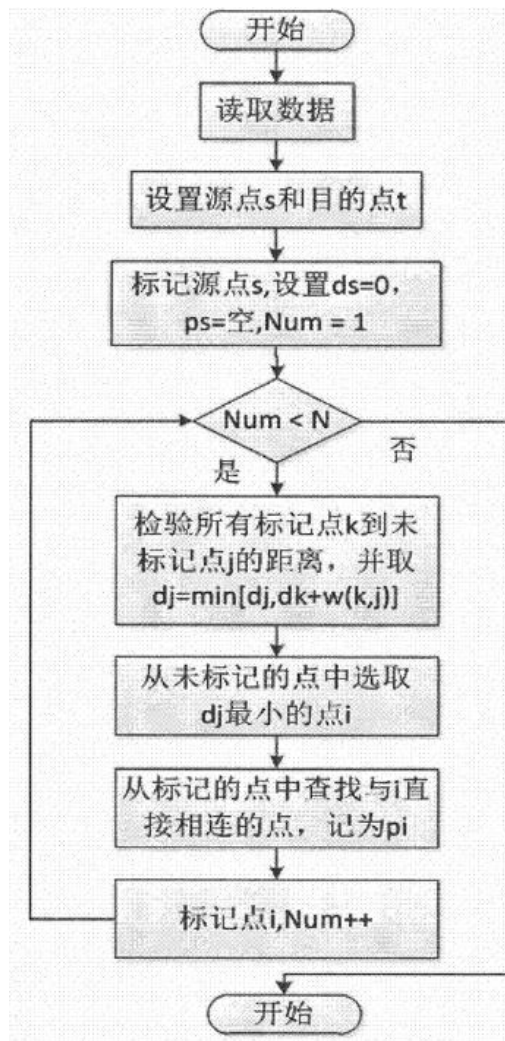 开始
读取数据
设置源点s和目的点t
标记源点s,设置ds=0，
ps=空,Num = 1
Num < N
否
是
检验所有标记点k到未
标记点j的距离，并取
dj=min[dj,dk+w(k,j)]
从未标记的点中选取
dj最小的点i
从标记的点中查找与i直
接相连的点，记为pi
标记点i,Num++
开始